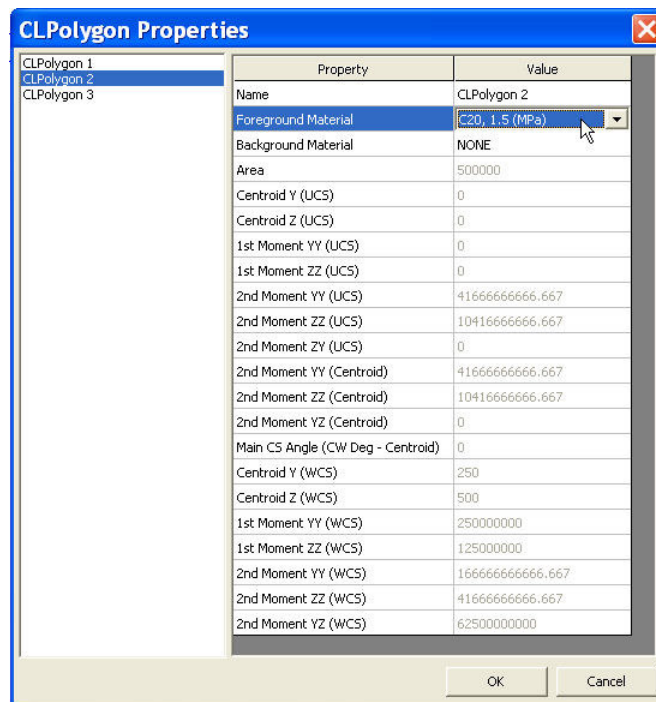 CLPolygon Properties
CLPolygon 1
CLPolygon 2
CLPolygon 3
Property Value
Name CLPolygon 2
Foreground Material C20, 1.5 (MPa)
Background Material NONE
Area 500000
Centroid Y (UCS) 0
Centroid Z (UCS) 0
1st Moment YY (UCS) 0
1st Moment ZZ (UCS) 0
2nd Moment YY (UCS) 41666666666.667
2nd Moment ZZ (UCS) 10416666666.667
2nd Moment ZY (UCS) 0
2nd Moment YY (Centroid) 41666666666.667
2nd Moment ZZ (Centroid) 10416666666.667
2nd Moment YZ (Centroid) 0
Main CS Angle (CW Deg - Centroid) 0
Centroid Y (WCS) 250
Centroid Z (WCS) 500
1st Moment YY (WCS) 250000000
1st Moment ZZ (WCS) 125000000
2nd Moment YY (WCS) 166666666666.667
2nd Moment ZZ (WCS) 41666666666.667
2nd Moment YZ (WCS) 62500000000
OK Cancel